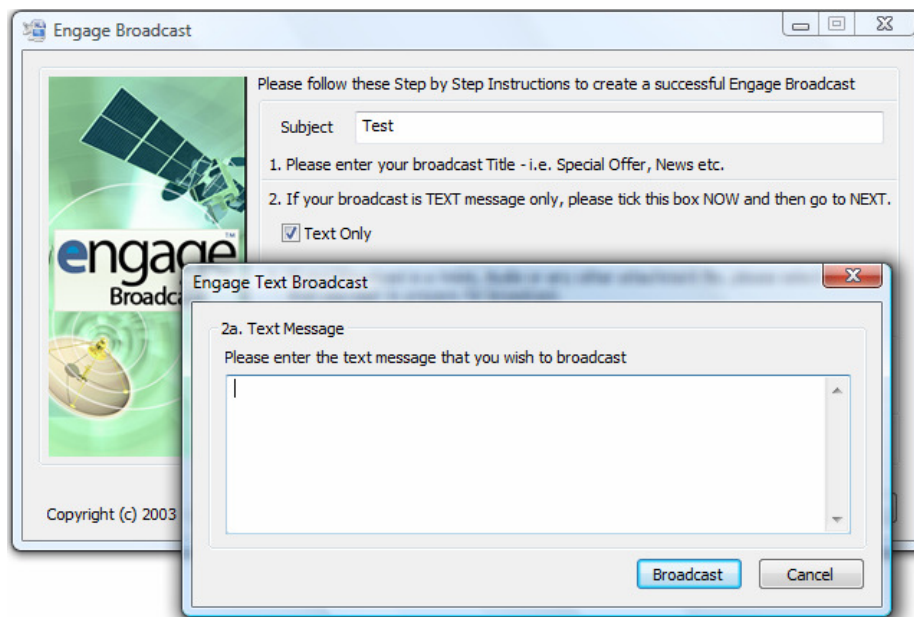 Engage Broadcast
Please follow these Step by Step Instructions to create a successful Engage Broadcast
Subject Test
1. Please enter your broadcast Title - i.e. Special Offer, News etc.
2. If your broadcast is TEXT message only, please tick this box NOW and then go to NEXT.
Text Only
engage™
Broadca
Engage Text Broadcast
2a. Text Message
Please enter the text message that you wish to broadcast
Copyright (c) 2003
Broadcast Cancel